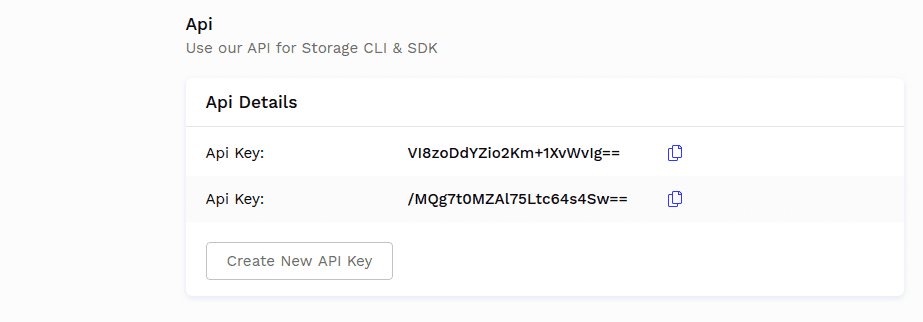 Api
Use our API for Storage CLI & SDK
Api Details
Api Key: VI8zoDdYZio2Km+1XvWvIg==
Api Key: /MQg7t0MZAl75Ltc64s4Sw==
Create New API Key